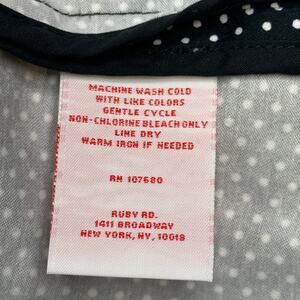 MACHINE WASH COLD
WITH LIKE COLORS
GENTLE CYCLE
NON-CHLORINE BLEACH ONLY
LINE DRY
WARM IRON IF NEEDED
RN 107680
RUBY RD.
1411 BROADWAY
NEW YORK, NY, 10018